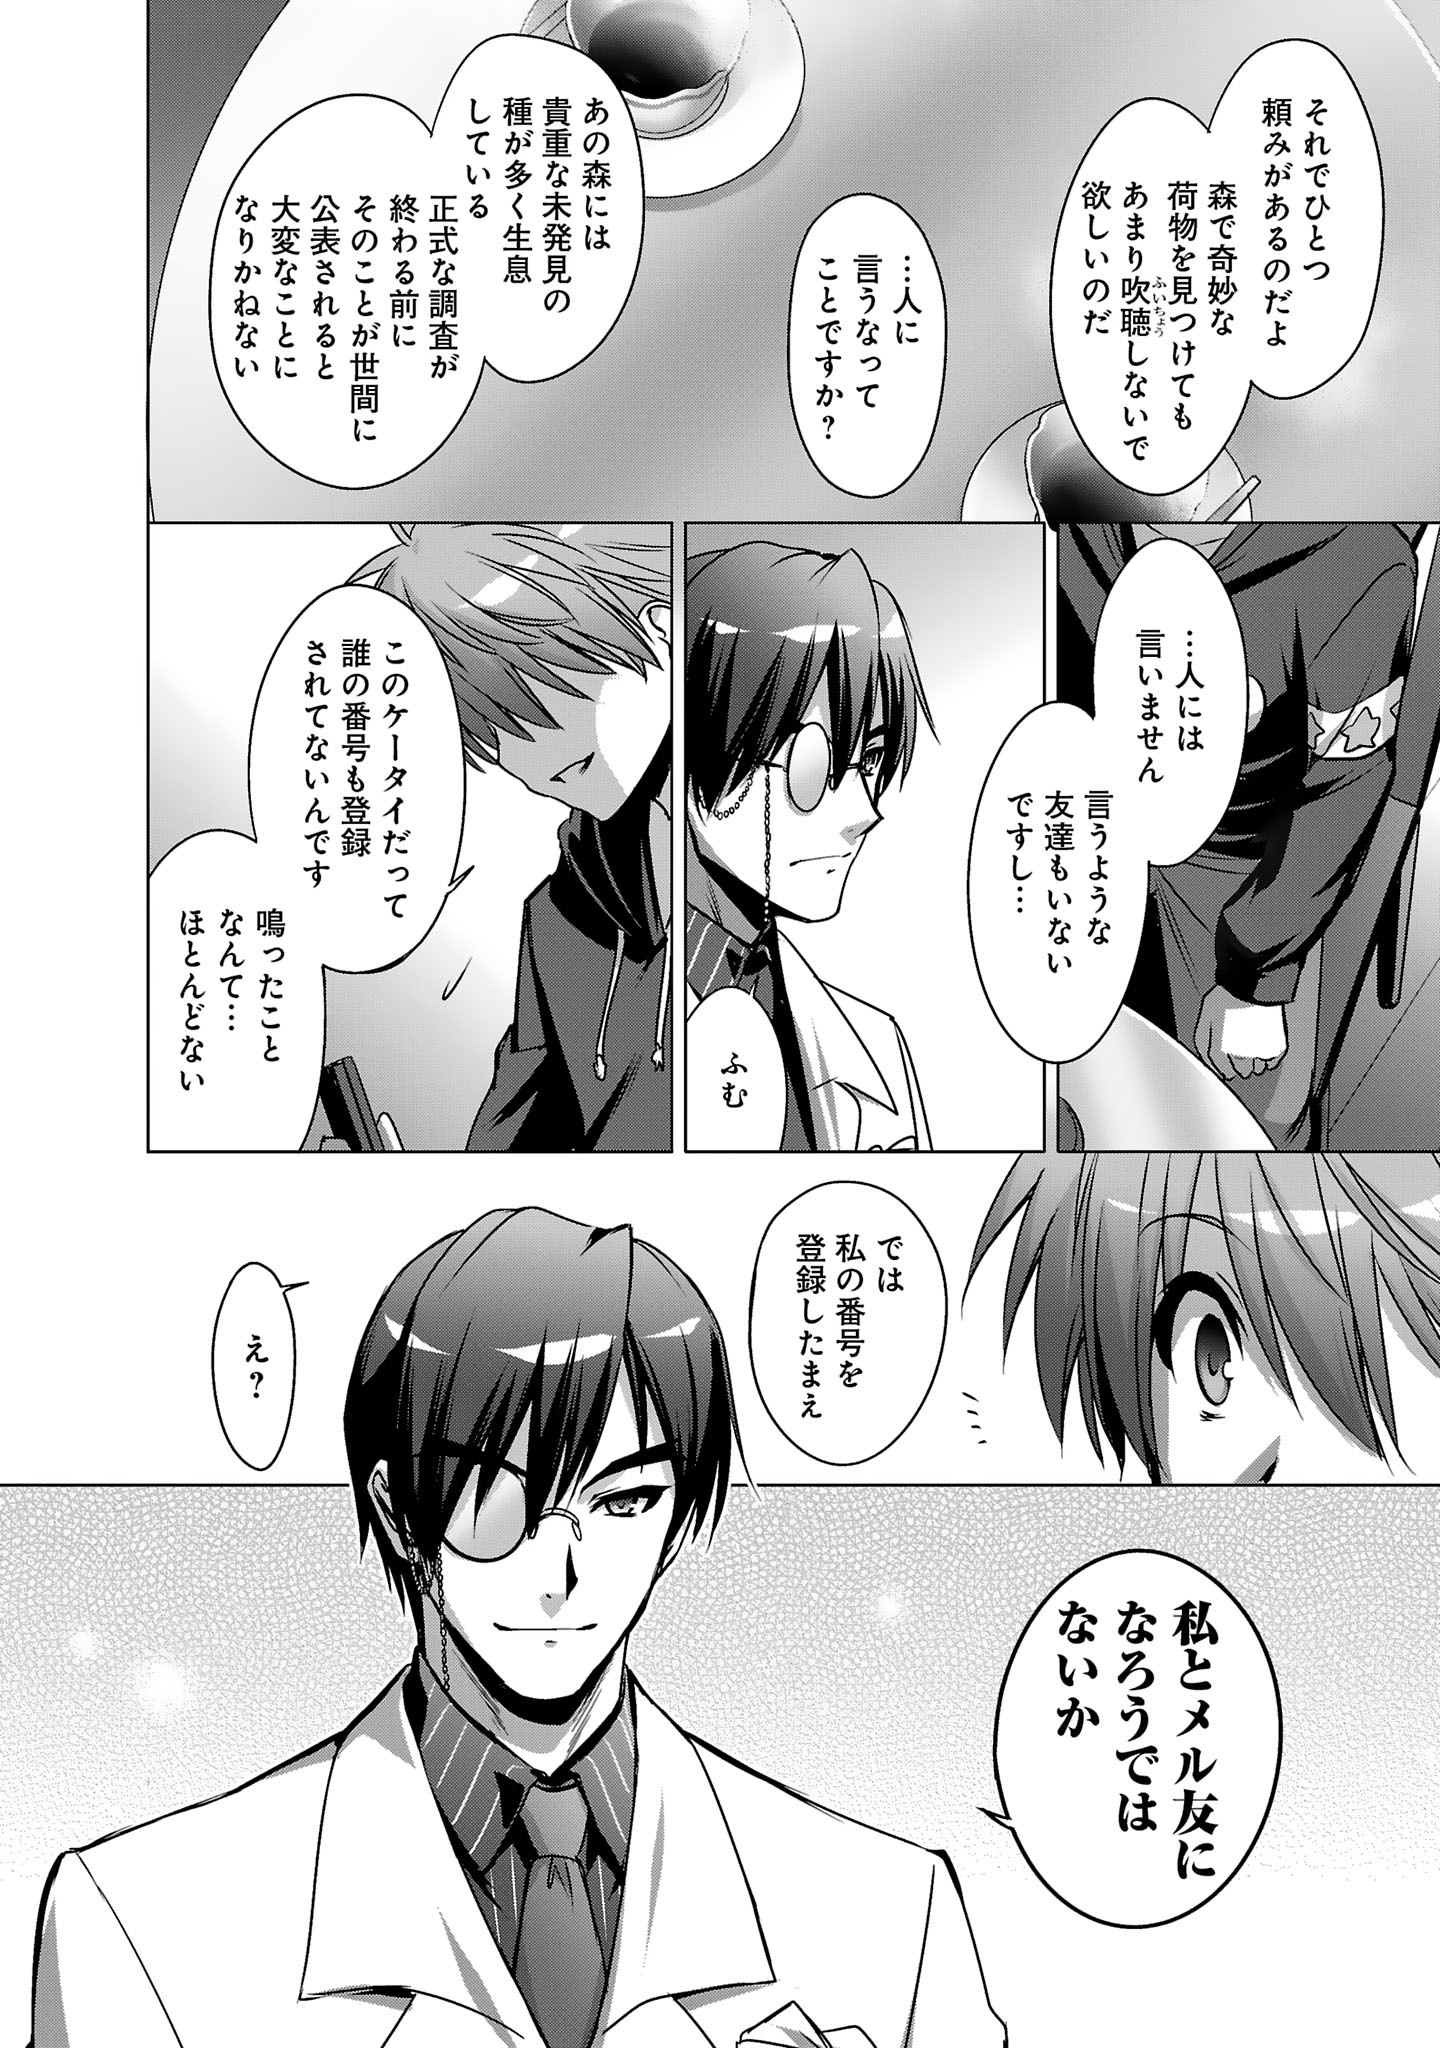 それでひとつ
頼みがあるのだよ
森で奇妙な
荷物を見つけても
あまり吹聴しないで
欲しいのだ
ふいちょう
…人に
言うなって
ことですか?
あの森には
貴重な未発見の
種が多く生息
している
正式な調査が
終わる前に
そのことが世間に
公表されると
大変なことに
なりかねない
…人には
言いません
言うような
友達もいない
ですし…
ふむ
このケータイだって
誰の番号も登録
されてないんです
鳴ったこと
なんて…
ほとんどない
では
私の番号を
登録したまえ
え?
私とメル友に
なろうでは
ないか